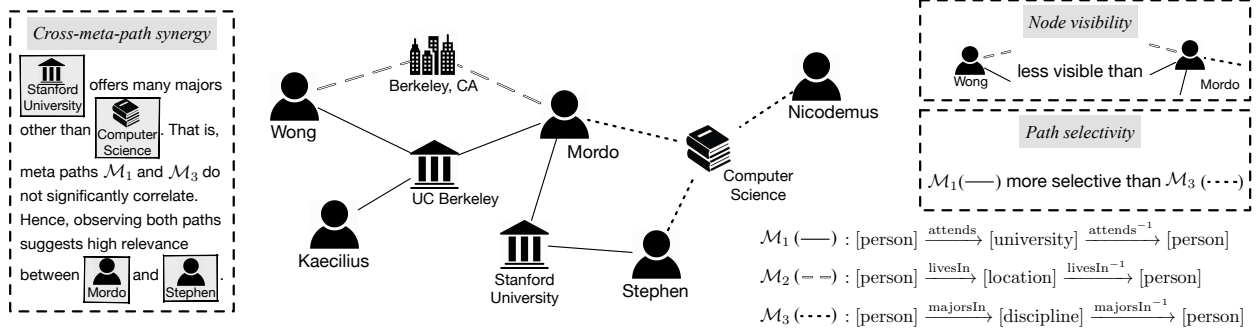 Cross-meta-path synergy
Stanford
University
offers many majors
other than
Computer
Science
. That is,
meta paths ℳ₁ and ℳ₃ do
not significantly correlate.
Hence, observing both paths
suggests high relevance
between
Mordo
and
Stephen
.
Berkeley, CA
Wong
Mordo
Nicodemus
UC Berkeley
Computer
Science
Kaecilius
Stanford
University
Stephen
Node visibility
Wong
less visible than
Mordo
Path selectivity
ℳ₁(——) more selective than ℳ₃(····)
ℳ₁(——) : [person] —attends→ [university] —attends⁻¹→ [person]
ℳ₂(– –) : [person] —livesIn→ [location] —livesIn⁻¹→ [person]
ℳ₃(····) : [person] —majorsIn→ [discipline] —majorsIn⁻¹→ [person]